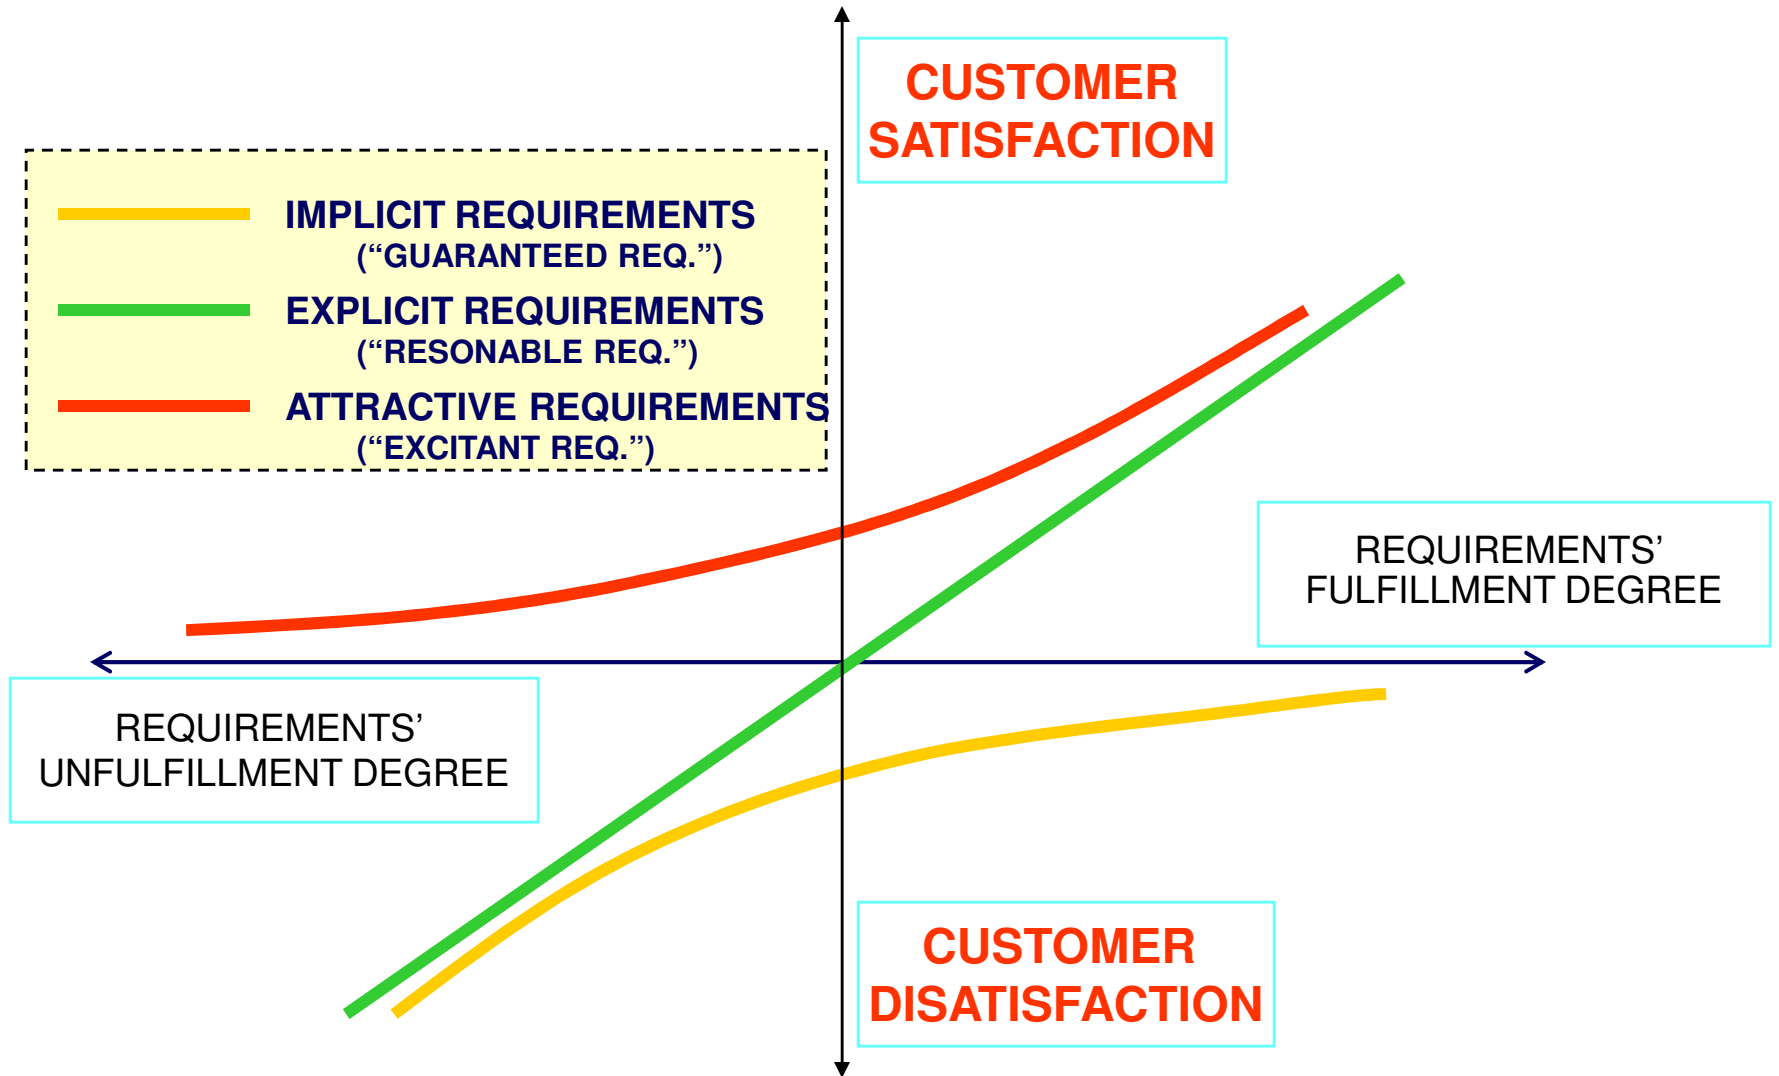 CUSTOMER
SATISFACTION
IMPLICIT REQUIREMENTS
(“GUARANTEED REQ.”)
EXPLICIT REQUIREMENTS
(“RESONABLE REQ.”)
ATTRACTIVE REQUIREMENTS
(“EXCITANT REQ.”)
REQUIREMENTS’
FULFILLMENT DEGREE
REQUIREMENTS’
UNFULFILLMENT DEGREE
CUSTOMER
DISATISFACTION